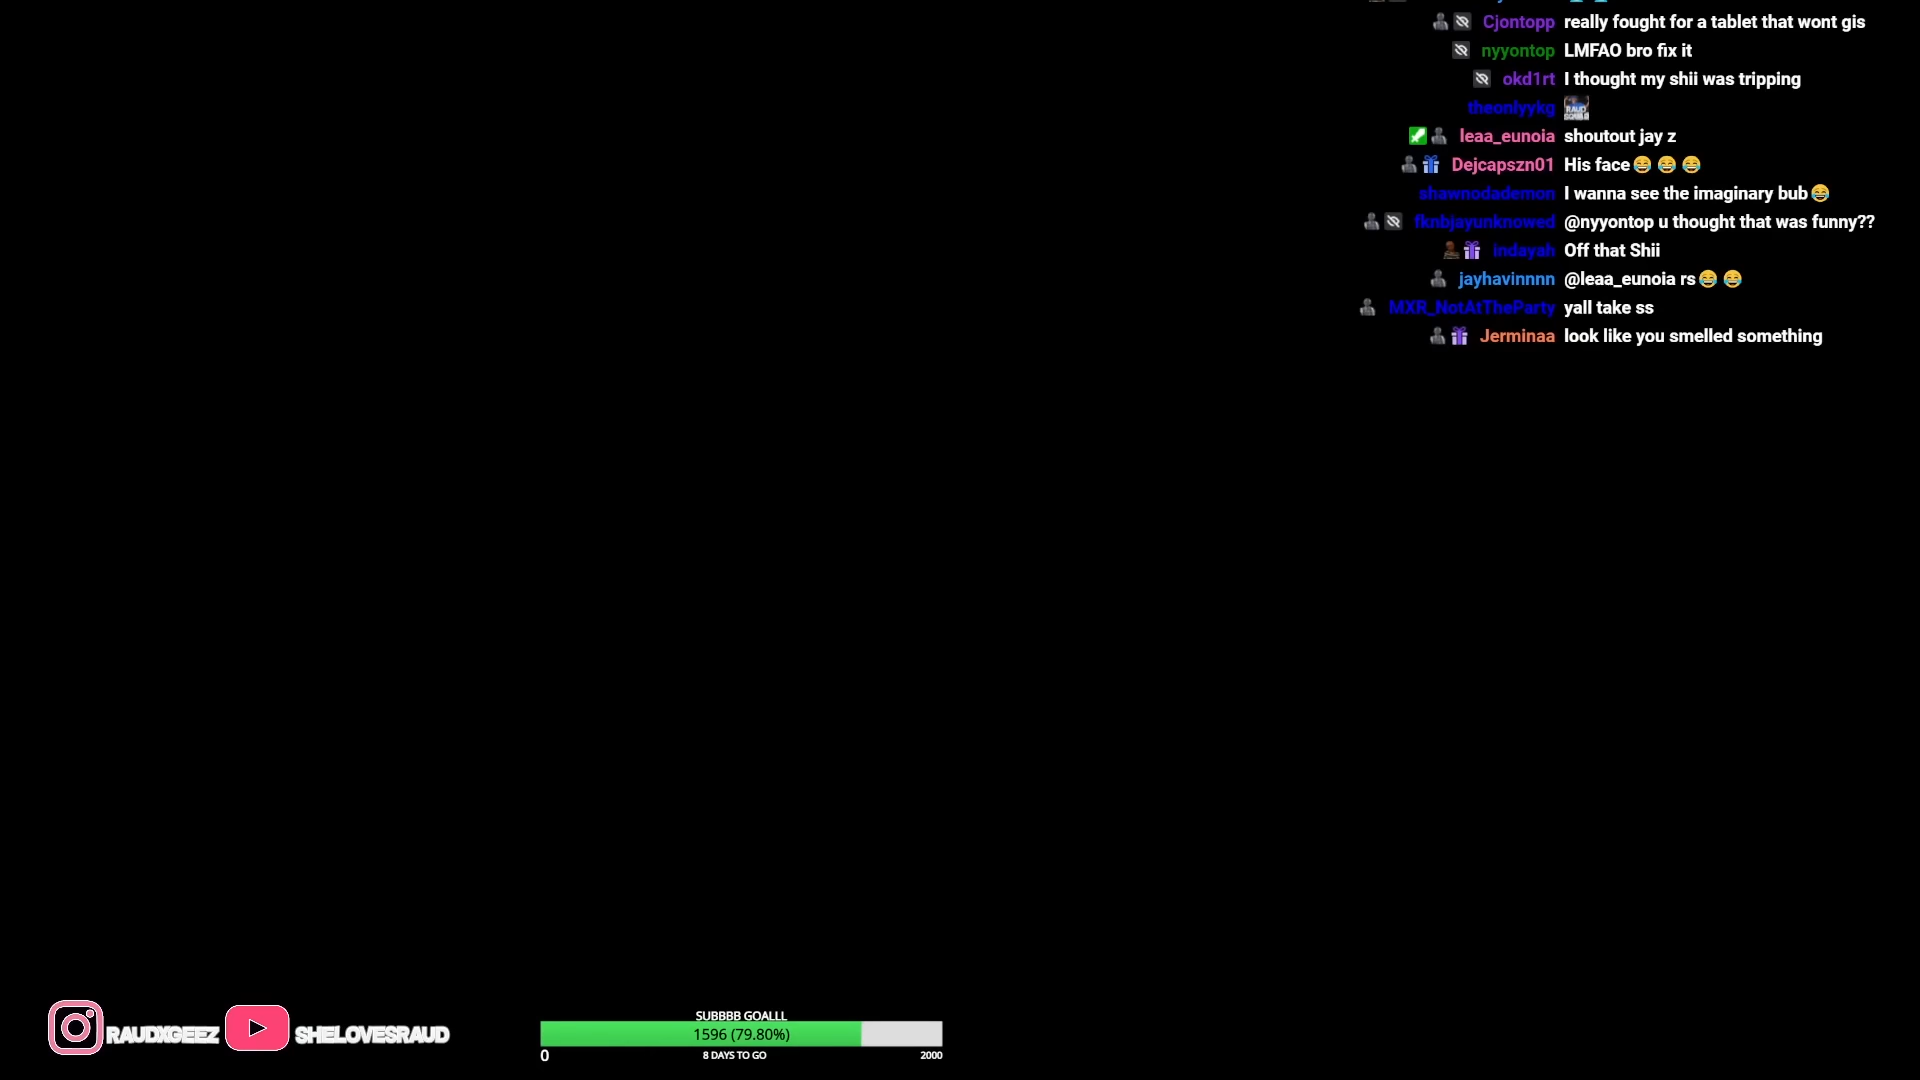 Cjontopp really fought for a tablet that wont gis
nyyontop LMFAO bro fix it
okd1rt I thought my shii was tripping
theonlyykg
leaa_eunoia shoutout jay z
Dejcapszn01 His face😂 😂 😂
shawnodademon I wanna see the imaginary bub😂
fknbjayunknowed @nyyontop u thought that was funny??
indayah Off that Shii
jayhavinnnn @leaa_eunoia rs😂 😂
MXR_NotAtTheParty yall take ss
Jerminaa look like you smelled something
RAUDXGEEZ SHELOVESRAUD
SUBBBB GOALLL
1596 (79.80%)
0 8 DAYS TO GO 2000